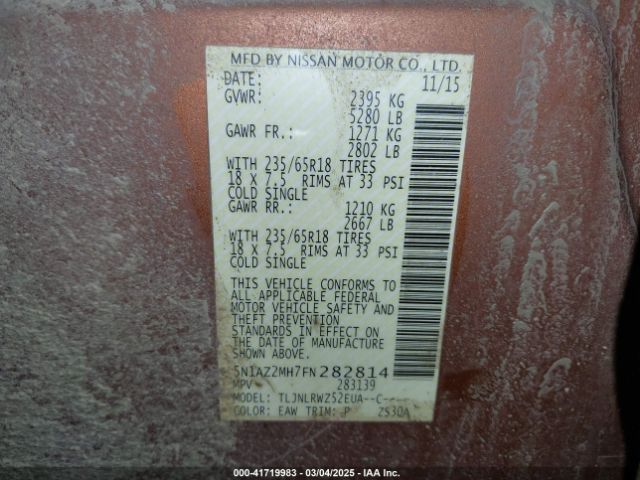 MFD BY NISSAN MOTOR CO., LTD.
DATE: 11/15
GVWR: 2395 KG
5280 LB
GAWR FR.: 1271 KG
2802 LB
WITH 235/65R18 TIRES
18 X 7.5 RIMS AT 33 PSI
COLD SINGLE
GAWR RR.: 1210 KG
2667 LB
WITH 235/65R18 TIRES
18 X 7.5 RIMS AT 33 PSI
COLD SINGLE
THIS VEHICLE CONFORMS TO
ALL APPLICABLE FEDERAL
MOTOR VEHICLE SAFETY AND
THEFT PREVENTION
STANDARDS IN EFFECT ON
THE DATE OF MANUFACTURE
SHOWN ABOVE.
5N1AZ2MH7FN282814
MPV 283139
MODEL: TLJNLRWZ52EUA--C----
COLOR: EAW TRIM: P ZS30A
000-41719983 - 03/04/2025 - IAA Inc.